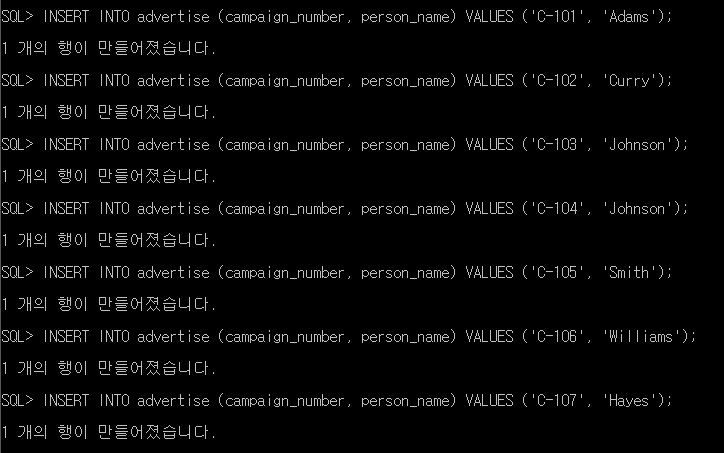 SQL> INSERT INTO advertise (campaign_number, person_name) VALUES ('C-101', 'Adams');
1 개의 행이 만들어졌습니다.
SQL> INSERT INTO advertise (campaign_number, person_name) VALUES ('C-102', 'Curry');
1 개의 행이 만들어졌습니다.
SQL> INSERT INTO advertise (campaign_number, person_name) VALUES ('C-103', 'Johnson');
1 개의 행이 만들어졌습니다.
SQL> INSERT INTO advertise (campaign_number, person_name) VALUES ('C-104', 'Johnson');
1 개의 행이 만들어졌습니다.
SQL> INSERT INTO advertise (campaign_number, person_name) VALUES ('C-105', 'Smith');
1 개의 행이 만들어졌습니다.
SQL> INSERT INTO advertise (campaign_number, person_name) VALUES ('C-106', 'Williams');
1 개의 행이 만들어졌습니다.
SQL> INSERT INTO advertise (campaign_number, person_name) VALUES ('C-107', 'Hayes');
1 개의 행이 만들어졌습니다.